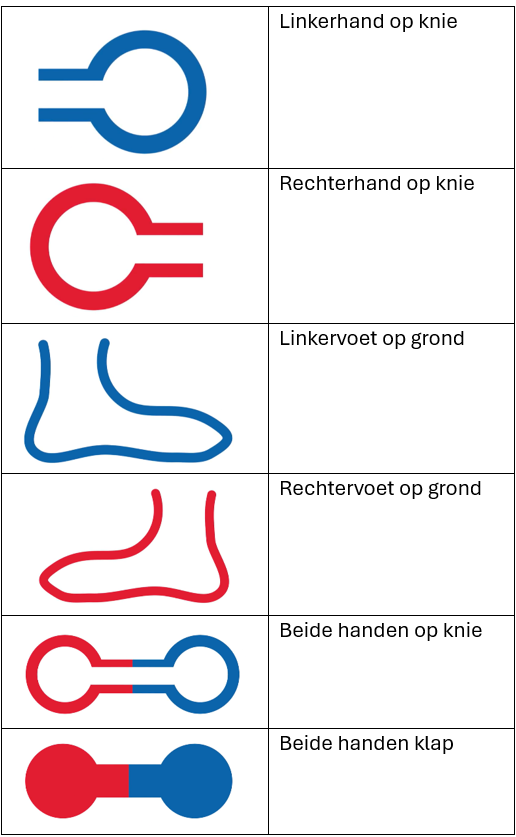 Linkerhand op knie
Rechterhand op knie
Linkervoet op grond
Rechtervoet op grond
Beide handen op knie
Beide handen klap